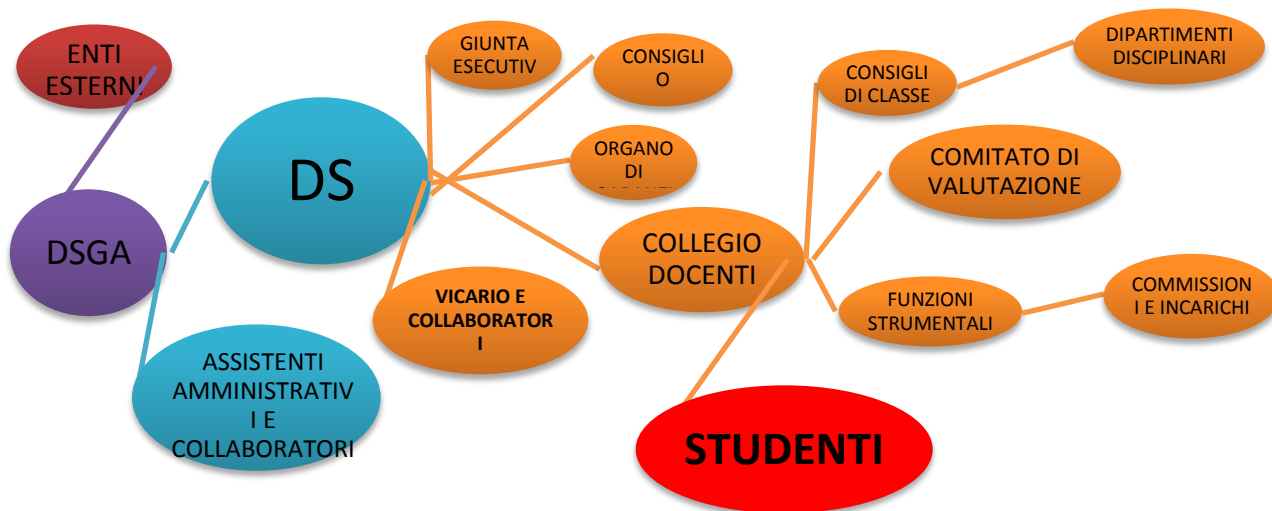 ENTI
ESTERNI
DSGA
DS
ASSISTENTI
AMMINISTRATIV
I E
COLLABORATORI
GIUNTA
ESECUTIV
CONSIGLI
O
ORGANO
DI
VICARIO E
COLLABORATOR
I
COLLEGIO
DOCENTI
CONSIGLI
DI CLASSE
DIPARTIMENTI
DISCIPLINARI
COMITATO DI
VALUTAZIONE
FUNZIONI
STRUMENTALI
COMMISSION
I E INCARICHI
STUDENTI